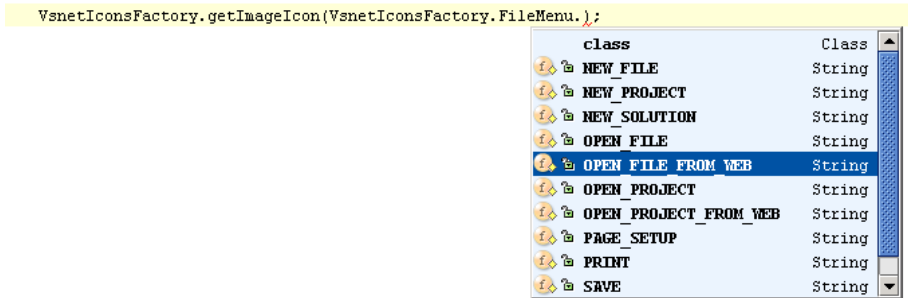 VsnetIconsFactory.getImageIcon(VsnetIconsFactory.FileMenu.);
class Class
NEW_FILE String
NEW_PROJECT String
NEW_SOLUTION String
OPEN_FILE String
OPEN_FILE_FROM_WEB String
OPEN_PROJECT String
OPEN_PROJECT_FROM_WEB String
PAGE_SETUP String
PRINT String
SAVE String